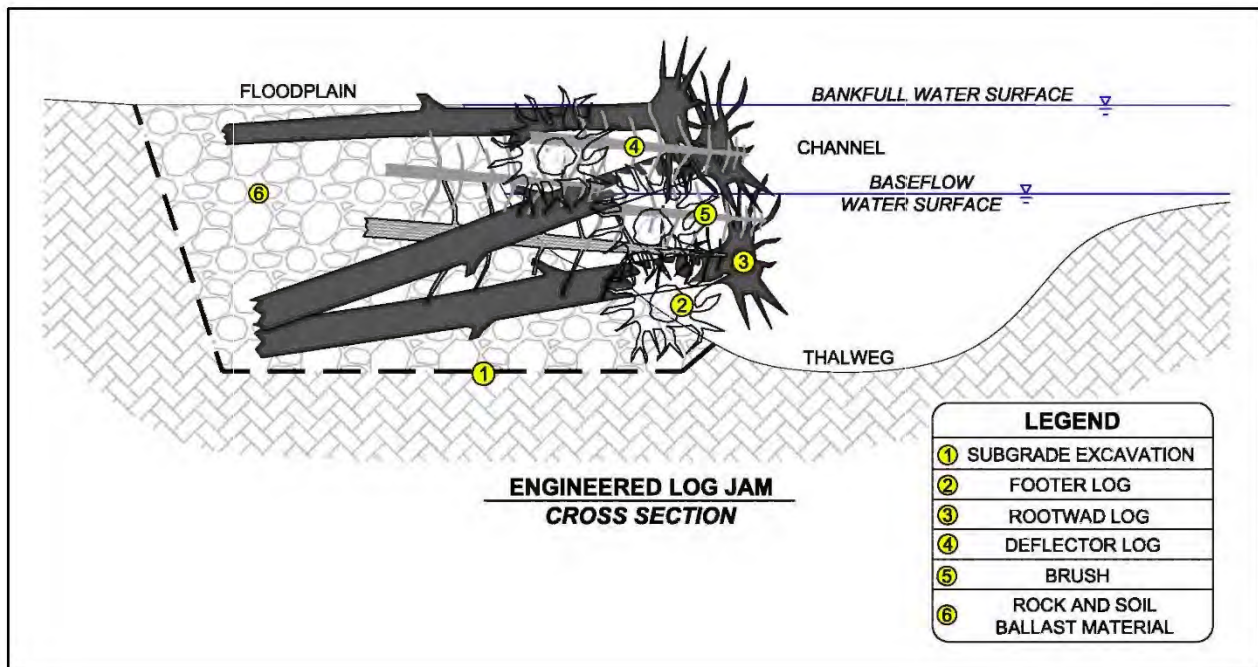 FLOODPLAIN
BANKFULL WATER SURFACE
4
CHANNEL
6
BASEFLOW
WATER SURFACE
5
3
2
THALWEG
1
LEGEND
1 SUBGRADE EXCAVATION
2 FOOTER LOG
3 ROOTWAD LOG
4 DEFLECTOR LOG
5 BRUSH
6 ROCK AND SOIL
BALLAST MATERIAL
ENGINEERED LOG JAM
CROSS SECTION